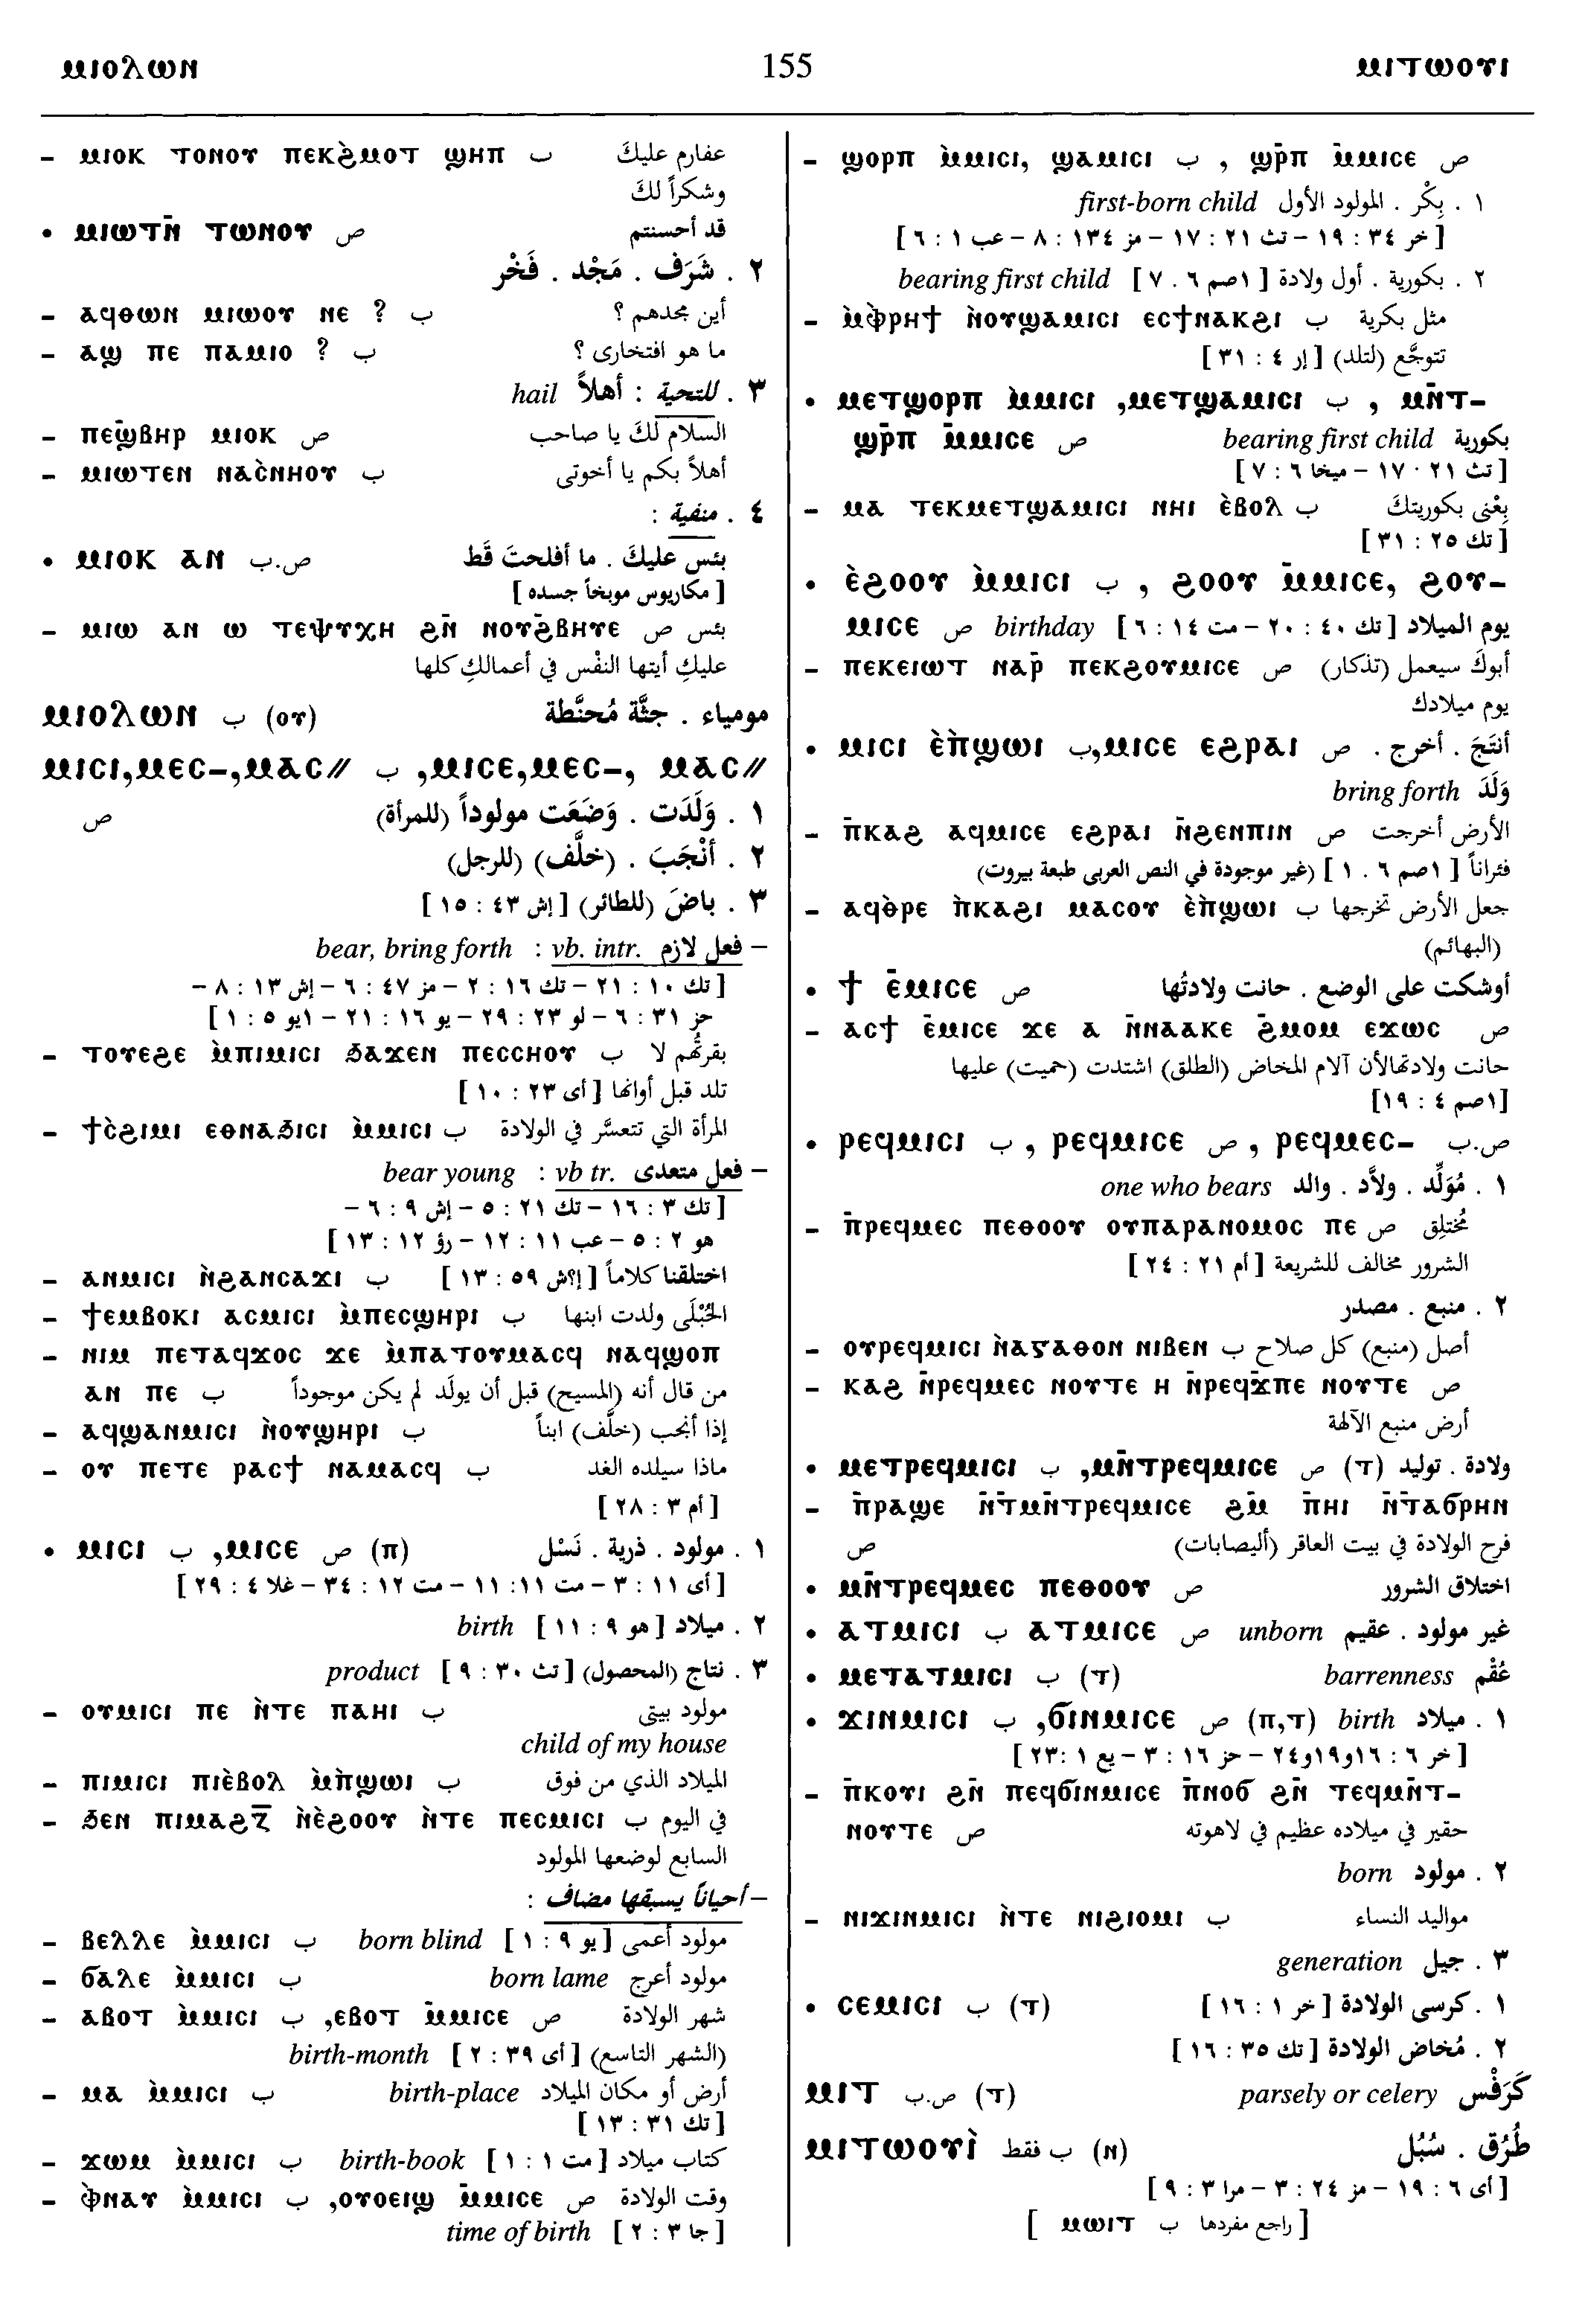 ⲙⲓⲟⲗⲱⲛ 155 ⲙⲓⲧⲱⲟⲩⲓ
– ⲙⲓⲟⲕ ⲧⲟⲛⲟⲩ ⲡⲉⲕϩ̀ⲙⲟⲧ ϣⲏⲡ ب عفارم عليكَ
وشكراً لكَ
• ⲙⲓⲱⲧⲛ̄ ⲧⲱⲛⲟⲩ ص قد أحسنتم
٢ . شَرَف . مَجْد . فَخْر
– ⲁϥⲑⲱⲛ ⲙⲓⲱⲟⲩ ⲛⲉ ? ب أين مجدهم ؟
– ⲁϣ ⲡⲉ ⲡⲁⲙⲓⲟ ? ب ما هو افتخارى ؟
٣ . للتحية : أهلاً hail
– ⲡⲉϣ̀ⲃⲏⲣ ⲙⲓⲟⲕ ص السلام لكَ يا صاحب
– ⲙⲓⲱⲧⲉⲛ ⲛⲁⲥ̀ⲛⲏⲟⲩ ب أهلاً بكم يا أخوتى
٤ . منفية :
• ⲙⲓⲟⲕ ⲁⲛ ص.ب بئس عليكَ . ما أفلحتَ قَط
[ مكاريوس موبخاً جسده ]
– ⲙⲓⲱ ⲁⲛ ⲱ ⲧⲉⲯⲩⲭⲏ ϩⲛ̄ ⲛⲟⲩϩ̄ⲃⲏⲩⲉ ص بئس
عليكِ أيتها النفْس في أعمالكِ كلها
ⲙⲓⲟⲗⲱⲛ ب (ⲟⲩ) مومياء . جثَّة مُحنَّطة
ⲙⲓⲥⲓ,ⲙⲉⲥ–,ⲙⲁⲥ// ب ,ⲙⲓⲥⲉ,ⲙⲉⲥ–, ⲙⲁⲥ//
ص ١ . وَلَدَت . وَضَعَت مولوداً (للمرأة)
٢ . أَنْجَبَ . (خلَّف) (للرجل)
٣ . باضَ (للطائر) [ إش ٤٣ : ١٥ ]
– فعل لازم vb. intr. : bear, bring forth
[ تك ١٠ : ٢١ – تك ١٦ : ٢ – مز ٤٧ : ٦ – إش ١٣ : ٨ –
حز ٣١ : ٦ – لو ٢٣ : ٢٩ – يو ١٦ : ٢١ – ١يو ٥ : ١ ]
– ⲧⲟⲩⲉϩⲉ ⲙ̀ⲡⲓⲙⲓⲥⲓ ϧⲁϫⲉⲛ ⲡⲉⲥⲥⲏⲟⲩ ب بقرتُهم لا
تلد قبل أوانها [ أى ٢٣ : ١٠ ]
– ϯⲥ̀ϩⲓⲙⲓ ⲉⲑⲛⲁϧⲓⲥⲓ ⲙ̀ⲙⲓⲥⲓ ب المرأة التي تتعسَّر في الولادة
– فعل متعدى vb tr. : bear young
[ تك ٣ : ١٦ – تك ٢١ : ٥ – إش ٩ : ٦ –
هو ٢ : ٥ – عب ١١ : ١٢ – رؤ ١٢ : ١٣ ]
– ⲁⲛⲙⲓⲥⲓ ⲛ̀ϩⲁⲛⲥⲁϫⲓ ب اختلقنا كلاماً [ إش ٥٩ : ١٣ ]
– ϯⲉⲙⲃⲟⲕⲓ ⲁⲥⲙⲓⲥⲓ ⲙ̀ⲡⲉⲥϣⲏⲣⲓ ب الحُبْلَى ولدت ابنها
– ⲛⲓⲙ ⲡⲉⲧⲁϥϫⲟⲥ ϫⲉ ⲙ̀ⲡⲁⲧⲟⲩⲙⲁⲥϥ ⲛⲁϥϣⲟⲡ
ⲁⲛ ⲡⲉ ب من قال أنه (المسيح) قبل أن يولَد لم يكن موجوداً
– ⲁϥϣⲁⲛⲙⲓⲥⲓ ⲛ̀ⲟⲩϣⲏⲣⲓ ب إذا أنجب (خلَّف) ابناً
– ⲟⲩ ⲡⲉⲧⲉ ⲣⲁⲥϯ ⲛⲁⲙⲁⲥϥ ب ماذا سيلده الغد
[ أم ٣ : ٢٨ ]
• ⲙⲓⲥⲓ ب ,ⲙⲓⲥⲉ ص (ⲡ) ١ . مولود . ذرية . نَسْل
[ أى ١١ : ٣ – مت ١١ : ١١ – مت ١٢ : ٣٤ – غلا ٤ : ٢٩ ]
٢ . ميلاد [ هو ٩ : ١١ ] birth
٣ . نتاج (المحصول) [ تث ٣٠ : ٩ ] product
– ⲟⲩⲙⲓⲥⲓ ⲡⲉ ⲛ̀ⲧⲉ ⲡⲁⲏⲓ ب مولود بيتى
child of my house
– ⲡⲓⲙⲓⲥⲓ ⲡⲓⲉ̀ⲃⲟⲗ ⲙ̀ⲡ̀ϣⲱⲓ ب الميلاد الذي من فوق
– ϧⲉⲛ ⲡⲓⲙⲁϩⲍ̄ ⲛ̀ⲉ̀ϩⲟⲟⲩ ⲛ̀ⲧⲉ ⲡⲉⲥⲙⲓⲥⲓ ب في اليوم
السابع لوضعها المولود
– أحياناً يسبقها مضاف :
– ⲃⲉⲗⲗⲉ ⲙ̀ⲙⲓⲥⲓ ب born blind [ يو ٩ : ١ ] مولود أعمى
– ϭⲁⲗⲉ ⲙ̀ⲙⲓⲥⲓ ب born lame مولود أعرج
– ⲁⲃⲟⲧ ⲙ̀ⲙⲓⲥⲓ ب ,ⲉⲃⲟⲧ ⲙ̄ⲙⲓⲥⲉ ص شهر الولادة
(الشهر التاسع) [ أى ٣٩ : ٢ ] birth-month
– ⲙⲁ ⲙ̀ⲙⲓⲥⲓ ب birth-place أرض أو مكان الميلاد
[ تك ٣١ : ١٣ ]
– ϫⲱⲙ ⲙ̀ⲙⲓⲥⲓ ب birth-book [ مت ١ : ١ ] كتاب ميلاد
– ⲫ̀ⲛⲁⲩ ⲙ̀ⲙⲓⲥⲓ ب ,ⲟⲩⲟⲉⲓϣ ⲙ̄ⲙⲓⲥⲉ ص وقت الولادة
[ جا ٣ : ٢ ] time of birth
– ϣⲟⲣⲡ ⲙ̀ⲙⲓⲥⲓ, ϣⲁⲙⲓⲥⲓ ب , ϣⲣ̄ⲡ ⲙ̄ⲙⲓⲥⲉ ص
١ . بِكْر . المولود الأول first-born child
[ خر ٣٤ : ١٩ – تث ٢١ : ١٧ – مز ١٣٤ : ٨ – عب ١ : ٦ ]
٢ . بكورية . أول ولادة [ ١صم ٦ . ٧ ] bearing first child
– ⲙ̀ⲫⲣⲏϯ ⲛ̀ⲟⲩϣⲁⲙⲓⲥⲓ ⲉⲥϯⲛⲁⲕϩⲓ ب مثل بكرية
تتوجَّع (لتلد) [ إر ٤ : ٣١ ]
• ⲙⲉⲧϣⲟⲣⲡ ⲙ̀ⲙⲓⲥⲓ ,ⲙⲉⲧϣⲁⲙⲓⲥⲓ ب , ⲙⲛ̄ⲧ–
ϣⲣ̄ⲡ ⲙ̄ⲙⲓⲥⲉ ص bearing first child بكورية
[ تث ٢١ · ١٧ – ميخا ٦ : ٧ ]
– ⲙⲁ ⲧⲉⲕⲙⲉⲧϣⲁⲙⲓⲥⲓ ⲛⲏⲓ ⲉ̀ⲃⲟⲗ ب بِعْنى بكوريتكَ
[ تك ٢٥ : ٣١ ]
• ⲉ̀ϩⲟⲟⲩ ⲙ̀ⲙⲓⲥⲓ ب , ϩⲟⲟⲩ ⲙ̄ⲙⲓⲥⲉ, ϩⲟⲩ–
ⲙⲓⲥⲉ ص birthday [ تك ٤٠ : ٢٠ – مت ١٤ : ٦ ] يوم الميلاد
– ⲡⲉⲕⲉⲓⲱⲧ ⲛⲁⲣ̄ ⲡⲉⲕϩⲟⲩⲙⲓⲥⲉ ص أبوكَ سيعمل (تذكار)
يوم ميلادك
• ⲙⲓⲥⲓ ⲉ̀ⲡ̀ϣⲱⲓ ب,ⲙⲓⲥⲉ ⲉϩⲣⲁⲓ ص أنتَجَ . أخرج .
وَلَّدَ bring forth
– ⲡ̄ⲕⲁϩ ⲁϥⲙⲓⲥⲉ ⲉϩⲣⲁⲓ ⲛ̄ϩⲉⲛⲡⲓⲛ ص الأرض أخرجت
فئراناً [ ١صم ٦ . ١ ] (غير موجودة في النص العربى طبعة بيروت)
– ⲁϥⲑ̀ⲣⲉ ⲡ̀ⲕⲁϩⲓ ⲙⲁⲥⲟⲩ ⲉ̀ⲡ̀ϣⲱⲓ ب جعل الأرض تخرجها
(البهائم)
• ϯ ⲉ̄ⲙⲓⲥⲉ ص أوشكت على الوضع . حانت ولادتُها
– ⲁⲥϯ ⲉ̄ⲙⲓⲥⲉ ϫⲉ ⲁ ⲛ̄ⲛⲁⲁⲕⲉ ϩ̄ⲙⲟⲙ ⲉϫⲱⲥ ص
حانت ولادتها لأن آلام المخاض (الطلق) اشتدت (حميت) عليها
[ ١صم ٤ : ١٩ ]
• ⲣⲉϥⲙⲓⲥⲓ ب , ⲣⲉϥⲙⲓⲥⲉ ص , ⲣⲉϥⲙⲉⲥ– ص.ب
١ . مُوَلِّد . ولاَّد . والد one who bears
– ⲡ̄ⲣⲉϥⲙⲉⲥ ⲡⲉⲑⲟⲟⲩ ⲟⲩⲡⲁⲣⲁⲛⲟⲙⲟⲥ ⲡⲉ ص مُختلِق
الشرور مخالف للشريعة [ أم ٢١ : ٢٤ ]
٢ . منبع . مصدر
– ⲟⲩⲣⲉϥⲙⲓⲥⲓ ⲛ̀ⲁⲅⲁⲑⲟⲛ ⲛⲓⲃⲉⲛ ب أصل (منبع) كل صلاح
– ⲕⲁϩ ⲛ̄ⲣⲉϥⲙⲉⲥ ⲛⲟⲩⲧⲉ ⲏ ⲛ̄ⲣⲉϥϫ̄ⲡⲉ ⲛⲟⲩⲧⲉ ص
أرض منبع الآلهة
• ⲙⲉⲧⲣⲉϥⲙⲓⲥⲓ ب ,ⲙⲛ̄ⲧⲣⲉϥⲙⲓⲥⲉ ص (ⲧ) ولادة . توليد
– ⲡ̄ⲣⲁϣⲉ ⲛ̄ⲧⲙⲛ̄ⲧⲣⲉϥⲙⲓⲥⲉ ϩⲙ̄ ⲡ̄ⲏⲓ ⲛ̄ⲧⲁϭⲣⲏⲛ
ص فرح الولادة في بيت العاقر (أليصابات)
• ⲙⲛ̄ⲧⲣⲉϥⲙⲉⲥ ⲡⲉⲑⲟⲟⲩ ص اختلاق الشرور
• ⲁⲧⲙⲓⲥⲓ ب ⲁⲧⲙⲓⲥⲉ ص unborn غير مولود . عقيم
• ⲙⲉⲧⲁⲧⲙⲓⲥⲓ ب (ⲧ) barrenness عُقْم
• ϫⲓⲛⲙⲓⲥⲓ ب ,ϭⲓⲛⲙⲓⲥⲉ ص (ⲡ,ⲧ) birth ١ . ميلاد
[ خر ٦ : ١٦و١٩و٢٤ – حز ١٦ : ٣ – يع ١ :٢٣ ]
– ⲡ̄ⲕⲟⲩⲓ ϩⲛ̄ ⲡⲉϥϭⲓⲛⲙⲓⲥⲉ ⲡ̄ⲛⲟϭ ϩⲛ̄ ⲧⲉϥⲙⲛ̄ⲧ–
ⲛⲟⲩⲧⲉ ص حقير في ميلاده عظيم في لاهوته
٢ . مولود born
– ⲛⲓϫⲓⲛⲙⲓⲥⲓ ⲛ̀ⲧⲉ ⲛⲓϩⲓⲟⲙⲓ ب مواليد النساء
٣ . جيل generation
• ⲥⲉⲙⲓⲥⲓ ب (ⲧ) ١ . كرسى الولادة [ خر ١ : ١٦ ]
٢ . مُخاض الولادة [ تك ٣٥ : ١٦ ]
ⲙⲓⲧ ص.ب (ⲧ) parsely or celery كَرَفْس
ⲙⲓⲧⲱⲟⲩⲓ̀ ب فقط (ⲛ) طُرُق . سُبُل
[ أى ٦ : ١٩ – مز ٢٤ : ٣ – مرا ٣ : ٩ ]
[ راجع مفردها ب ⲙⲱⲓⲧ ]